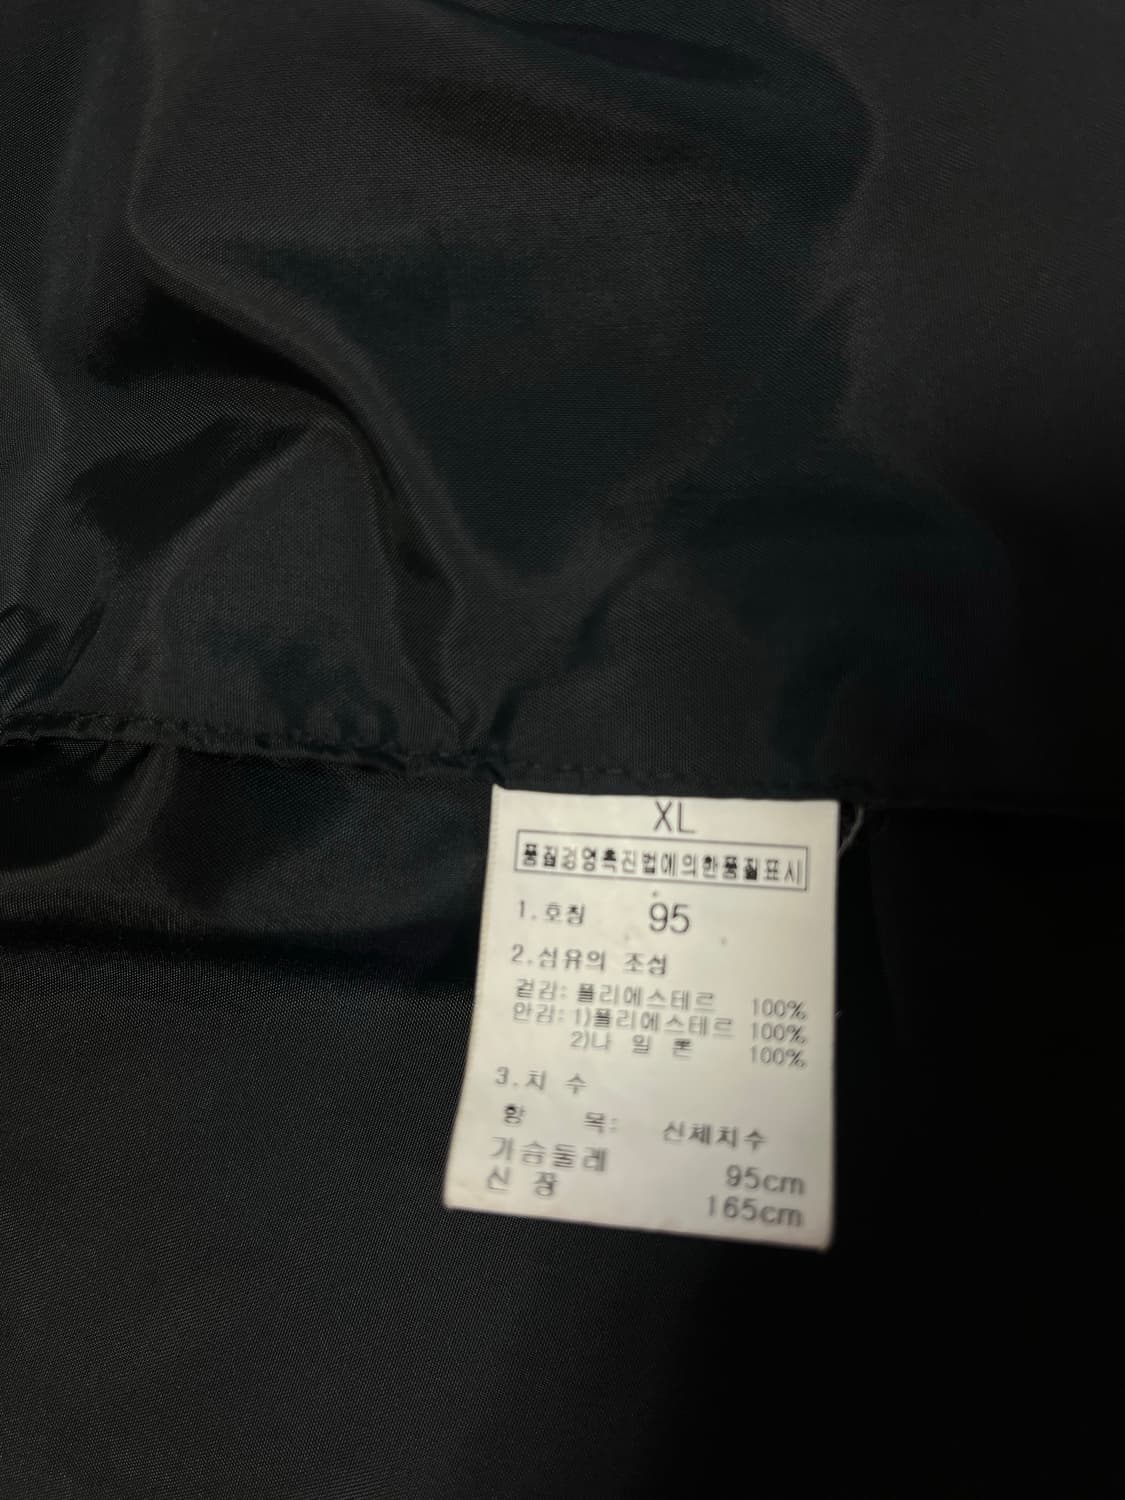 XL
품질경영촉진법에의한품질표시
1.호칭 95
2.섬유의 조성
겉감: 폴리에스테르 100%
안감: 1)폴리에스테르 100%
2)나 일 론 100%
3.치 수
항 목: 신체치수
가슴둘레 95cm
신 장 165cm